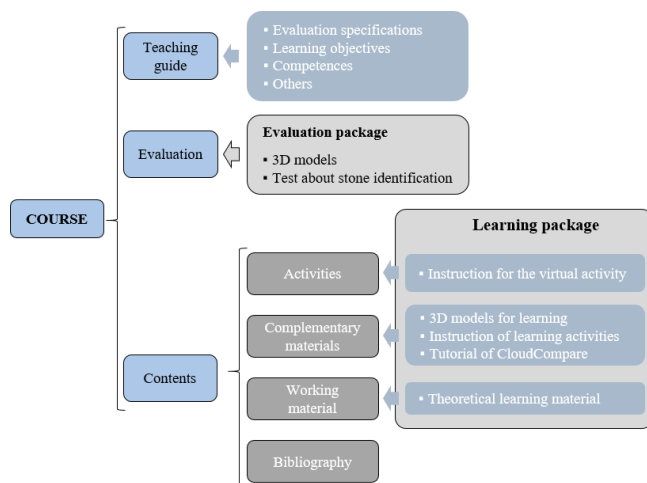 Teaching
guide
▪ Evaluation specifications
▪ Learning objectives
▪ Competences
▪ Others
Evaluation
Evaluation package
▪ 3D models
▪ Test about stone identification
COURSE
Contents
Learning package
Activities
▪ Instruction for the virtual activity
Complementary
materials
▪ 3D models for learning
▪ Instruction of learning activities
▪ Tutorial of CloudCompare
Working
material
▪ Theoretical learning material
Bibliography